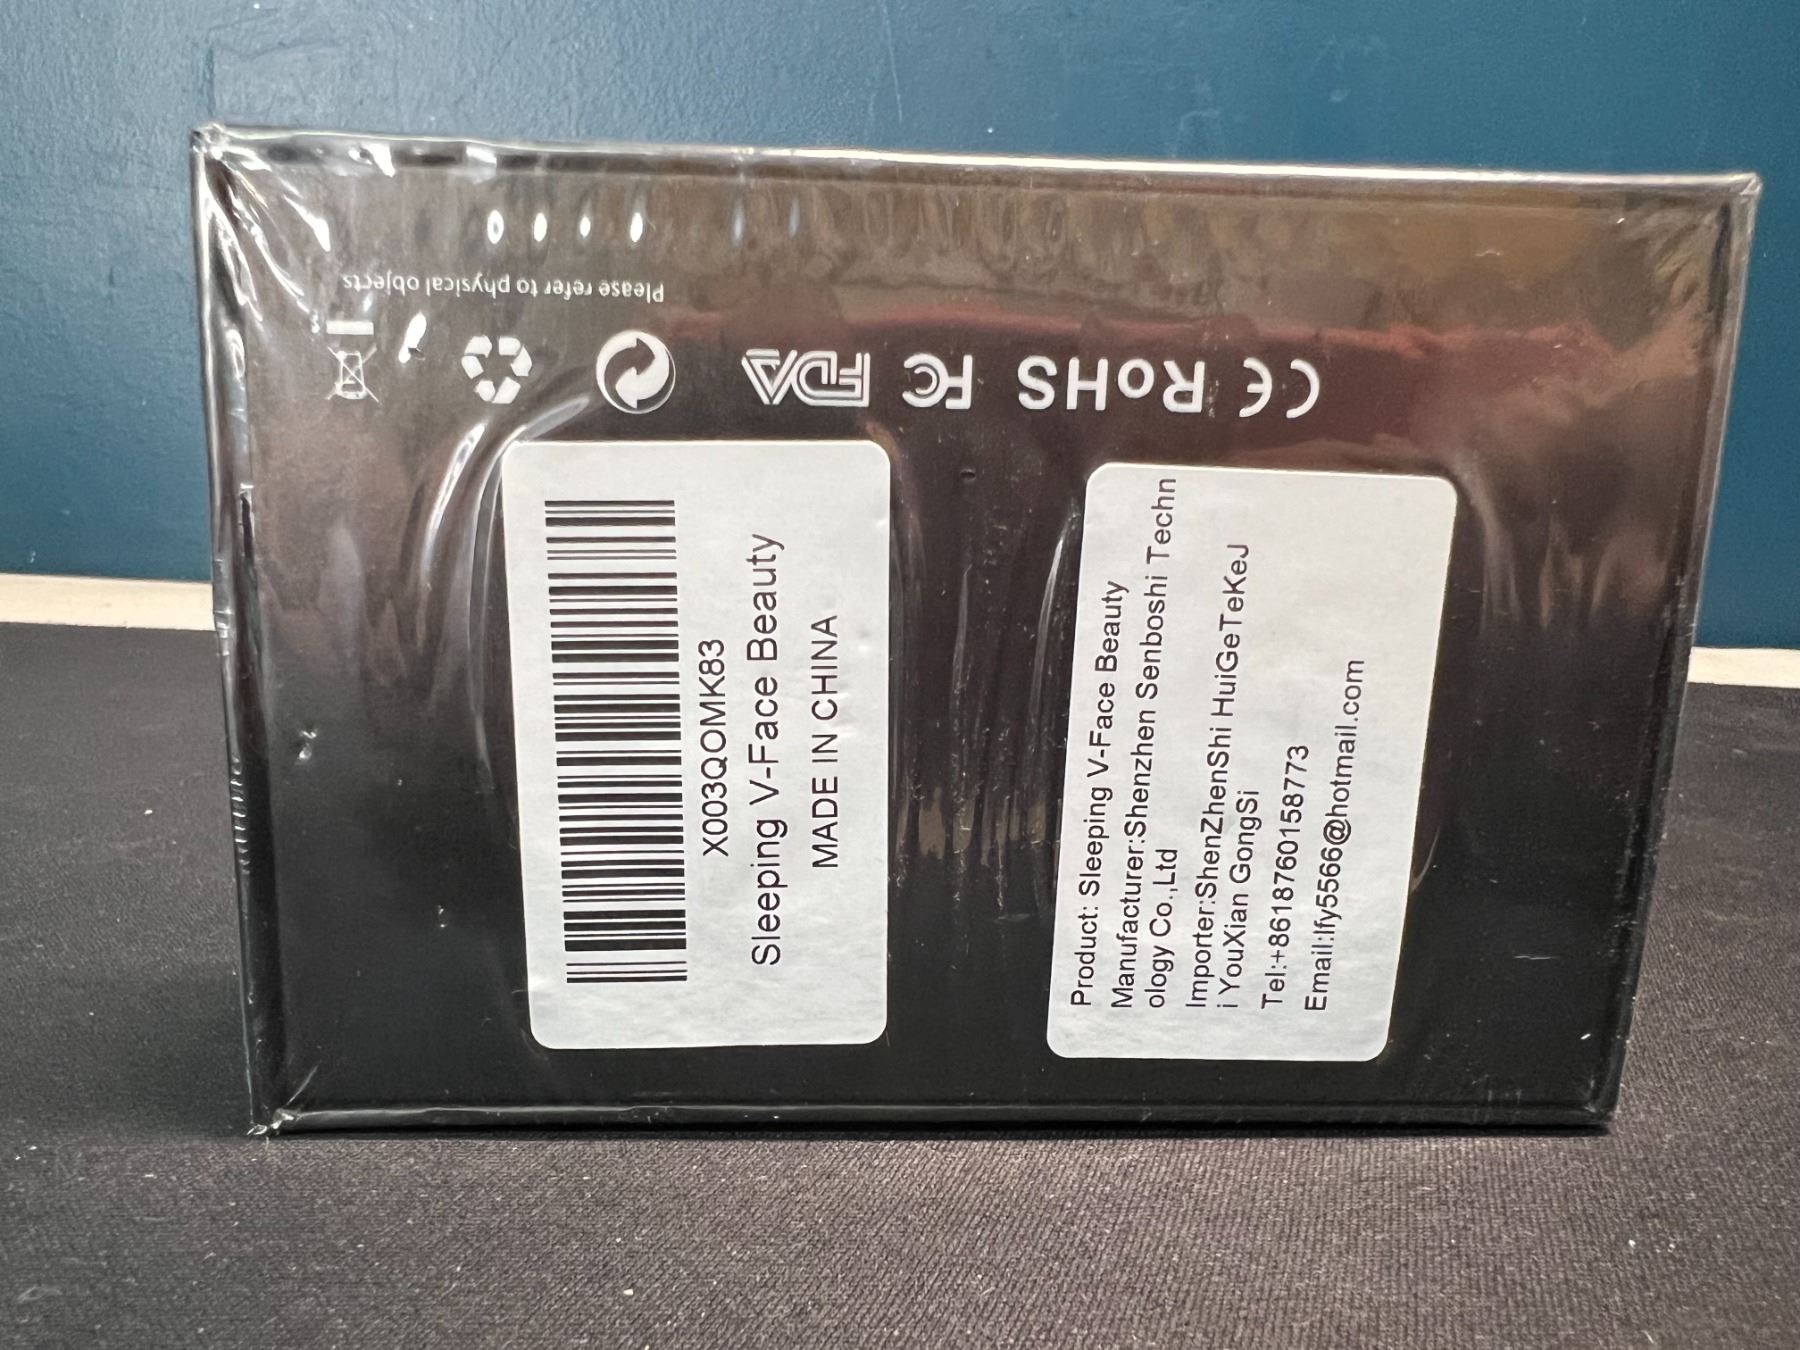 Please refer to physical objects
CE RoHS FC FDA
X003QOMK83
Sleeping V-Face Beauty
MADE IN CHINA
Product: Sleeping V-Face Beauty
Manufacturer:Shenzhen Senboshi Techn
ology Co.,Ltd
Importer:ShenZhenShi HuiGeTeKeJ
i YouXian GongSi
Tel:+8618760158773
Email:lfy5566@hotmail.com